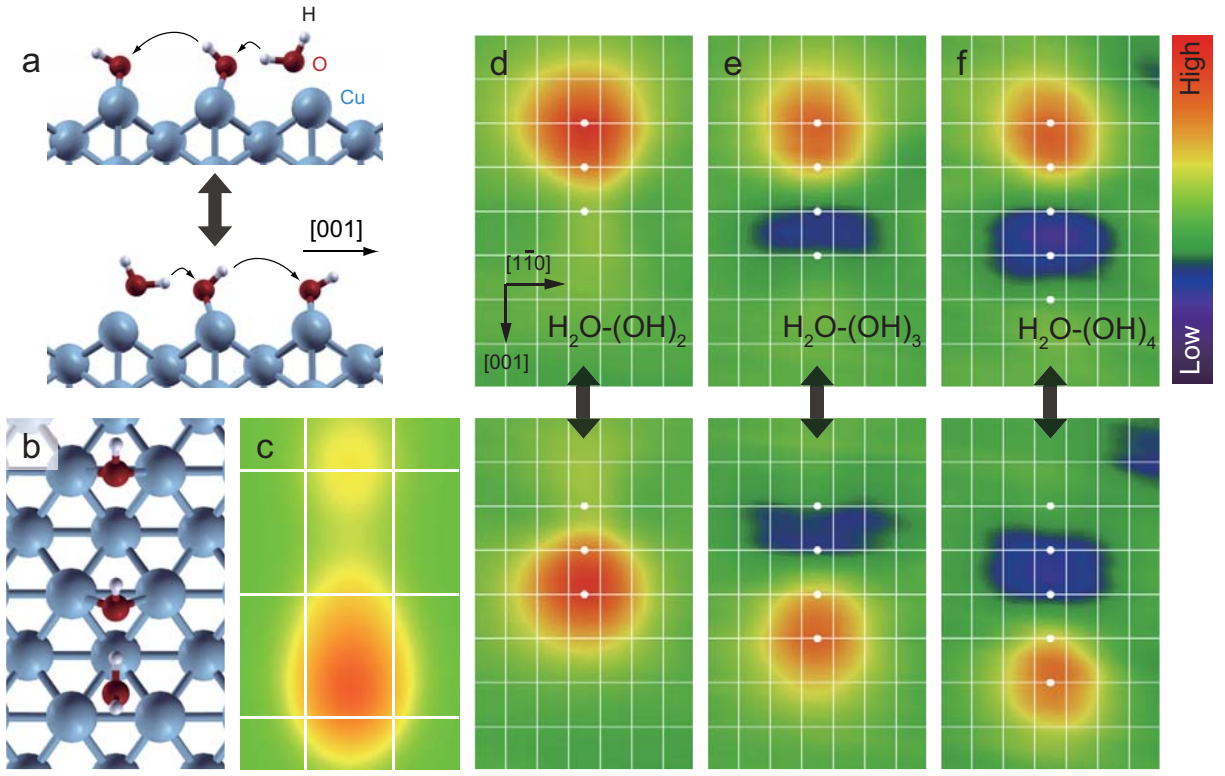 a
H
O
Cu
[001]
b
c
d
[11̅0]
[001]
H₂O-(OH)₂
e
H₂O-(OH)₃
f
H₂O-(OH)₄
High
Low